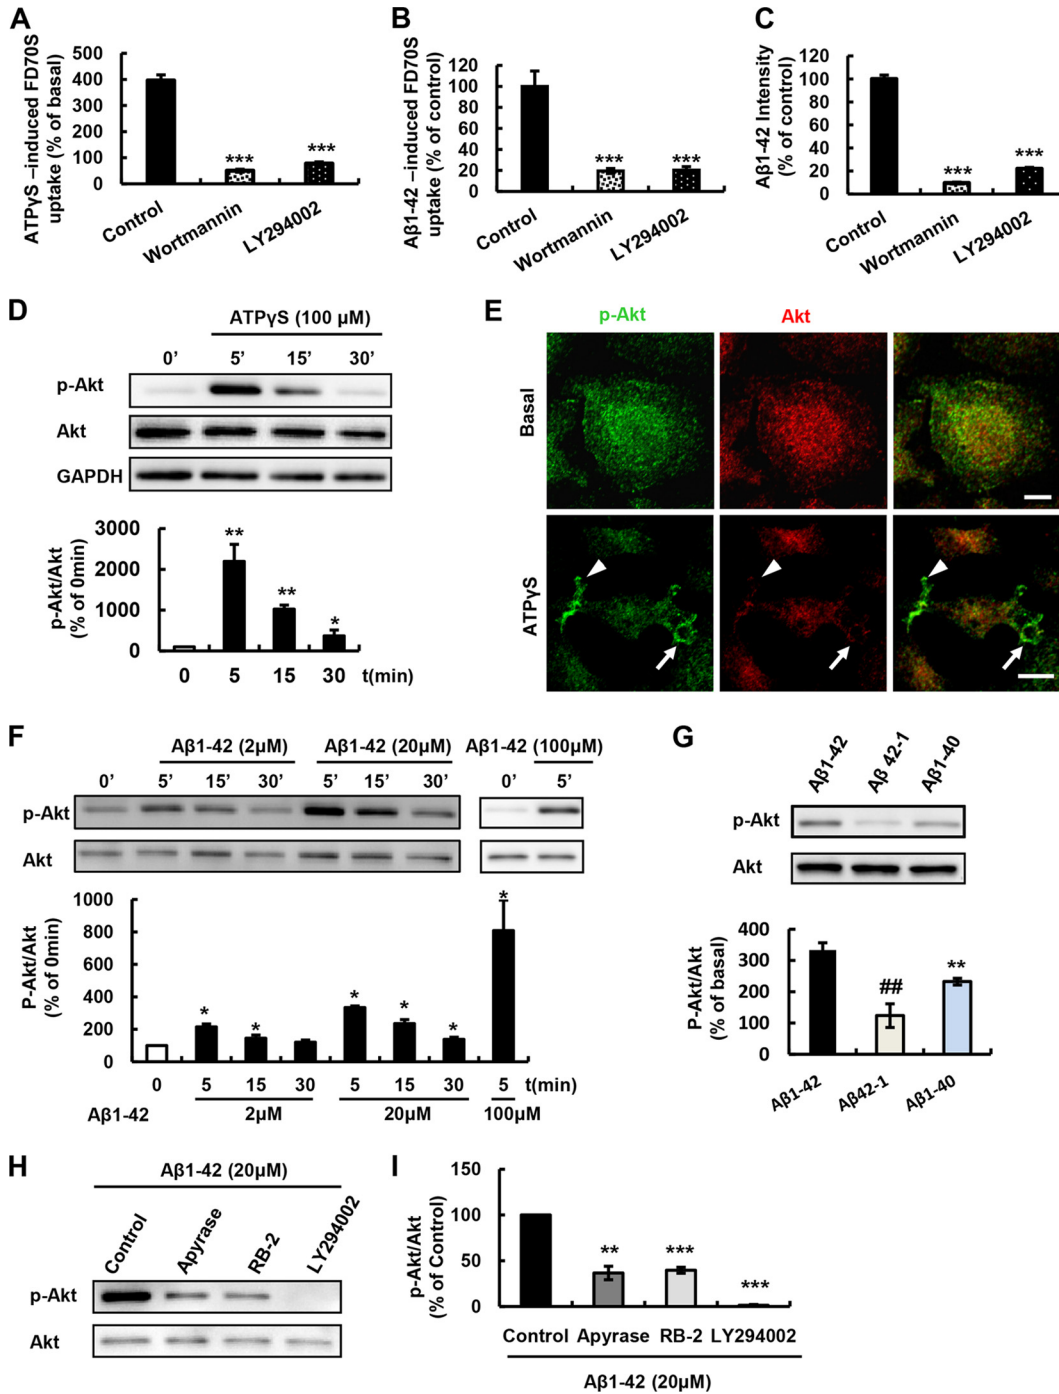 A
ATPγS –induced FD70S
uptake (% of basal)
500
400
300
200
100
0
***
***
Control
Wortmannin
LY294002
B
Aβ1-42 –induced FD70S
uptake (% of control)
120
100
80
60
40
20
0
***
***
Control
Wortmannin
LY294002
C
Aβ1-42 Intensity
(% of control)
120
100
80
60
40
20
0
***
***
Control
Wortmannin
LY294002
D
ATPγS (100 μM)
0’ 5’ 15’ 30’
p-Akt
Akt
GAPDH
p-Akt/Akt
(% of 0min)
3000
2000
1000
0
**
**
*
0 5 15 30 t(min)
E
p-Akt Akt
Basal
ATPγS
F
Aβ1-42 (2μM) Aβ1-42 (20μM) Aβ1-42 (100μM)
0’ 5’ 15’ 30’ 5’ 15’ 30’ 0’ 5’
p-Akt
Akt
P-Akt/Akt
(% of 0min)
1000
800
600
400
200
0
* * * * * *
0 5 15 30 5 15 30 5 t(min)
Aβ1-42 2μM 20μM 100μM
G
Aβ1-42 Aβ 42-1 Aβ1-40
p-Akt
Akt
P-Akt/Akt
(% of basal)
400
300
200
100
0
##
**
Aβ1-42 Aβ42-1 Aβ1-40
H
Aβ1-42 (20μM)
Control Apyrase RB-2 LY294002
p-Akt
Akt
I
p-Akt/Akt
(% of Control)
150
100
50
0
** *** ***
Control Apyrase RB-2 LY294002
Aβ1-42 (20μM)